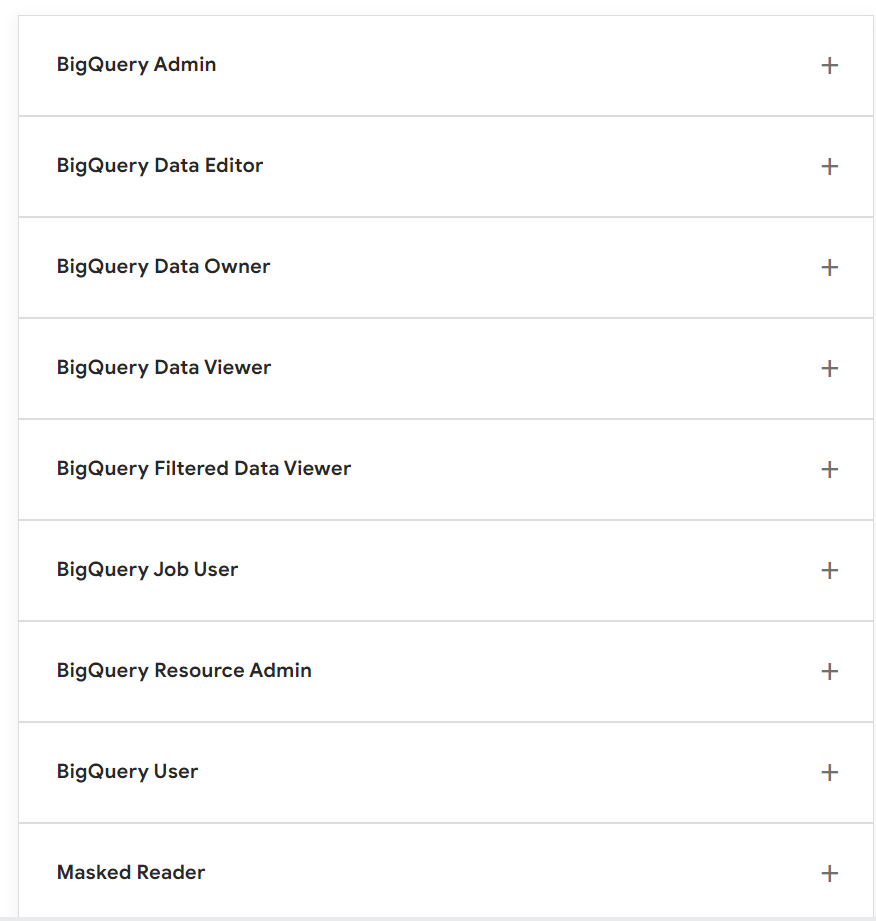 BigQuery Admin
BigQuery Data Editor
BigQuery Data Owner
BigQuery Data Viewer
BigQuery Filtered Data Viewer
BigQuery Job User
BigQuery Resource Admin
BigQuery User
Masked Reader